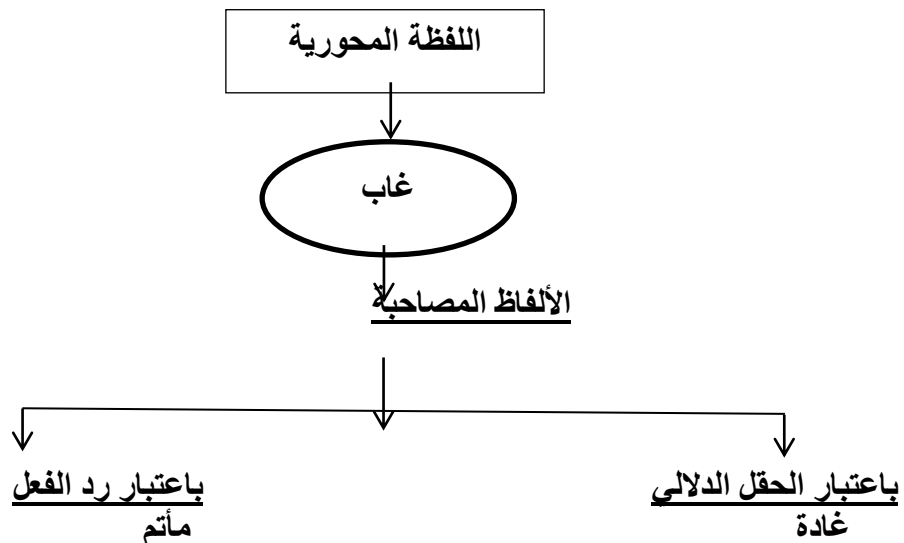 اللفظة المحورية
غاب
الألفاظ المصاحبة
باعتبار الحقل الدلالي
غادة
باعتبار رد الفعل
مأتم